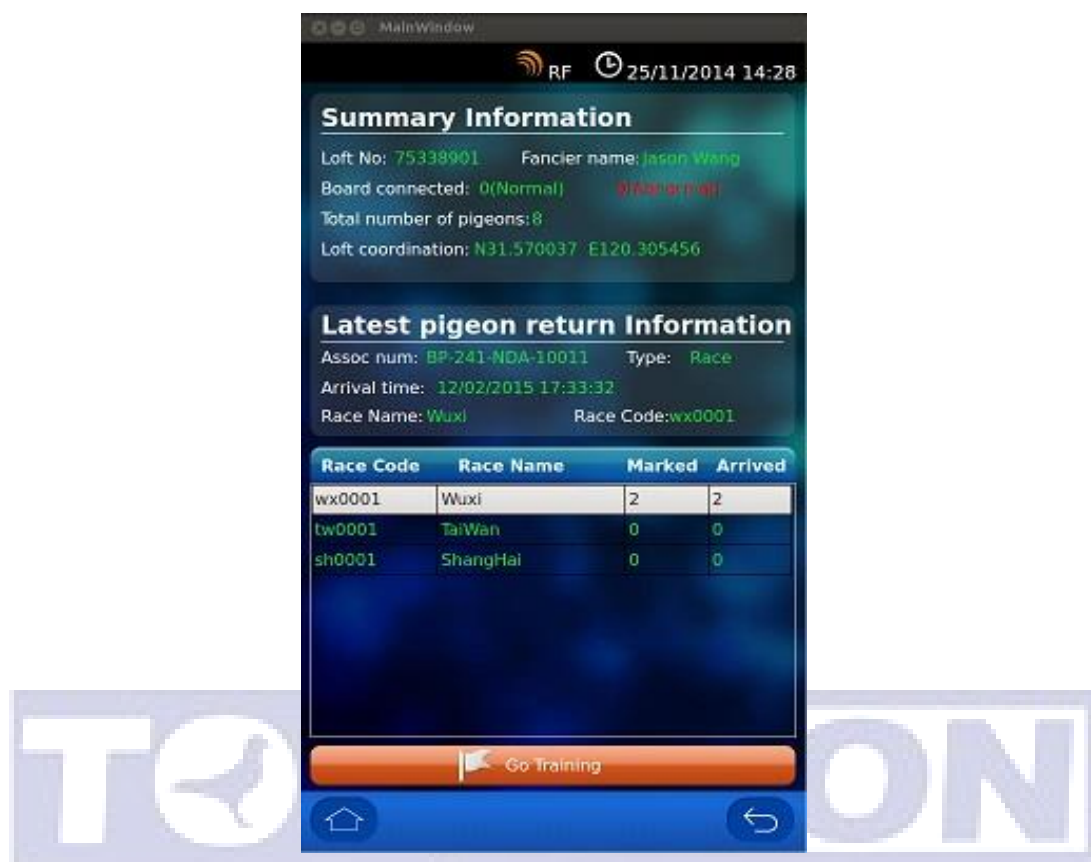 MainWindow
RF 25/11/2014 14:28
Summary Information
Loft No: 75338901 Fancier name: Jason Wang
Board connected: 0(Normal) 0(Abnormal)
Total number of pigeons: 8
Loft coordination: N31.570037 E120.305456
Latest pigeon return Information
Assoc num: BP-241-NDA-10011 Type: Race
Arrival time: 12/02/2015 17:33:32
Race Name: Wuxi Race Code: wx0001
Race Code Race Name Marked Arrived
wx0001 Wuxi 2 2
tw0001 TaiWan 0 0
sh0001 ShangHai 0 0
Go Training